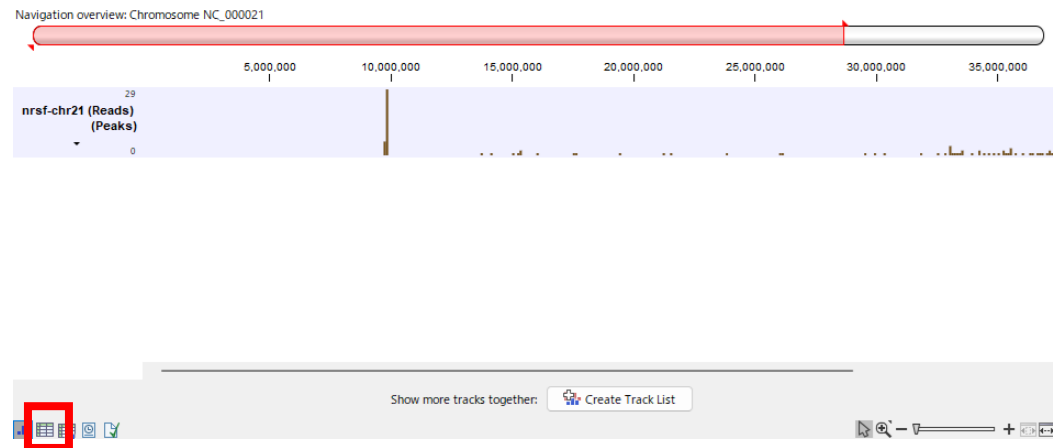 Navigation overview: Chromosome NC_000021
5,000,000 10,000,000 15,000,000 20,000,000 25,000,000 30,000,000 35,000,000
29
nrsf-chr21 (Reads)
(Peaks)
0
Show more tracks together: Create Track List